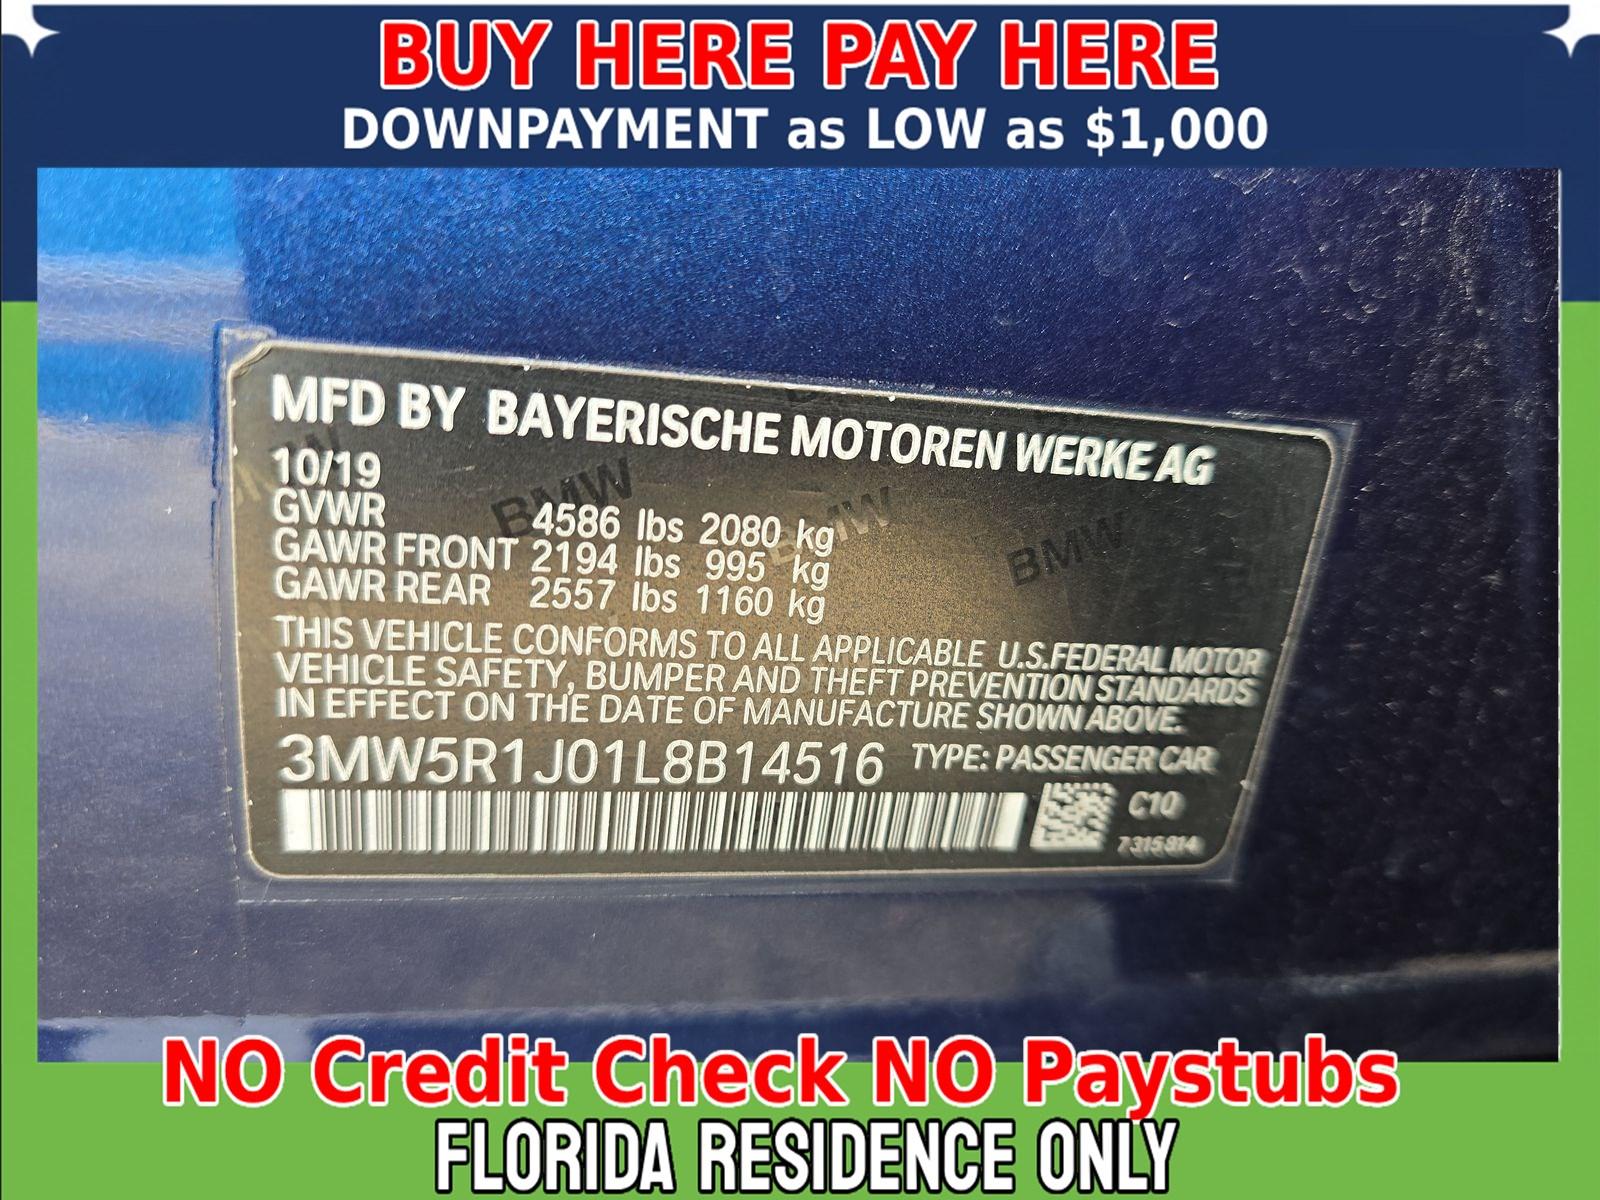 BUY HERE PAY HERE
DOWNPAYMENT as LOW as $1,000
MFD BY BAYERISCHE MOTOREN WERKE AG
10/19
GVWR 4586 lbs 2080 kg
GAWR FRONT 2194 lbs 995 kg
GAWR REAR 2557 lbs 1160 kg
THIS VEHICLE CONFORMS TO ALL APPLICABLE U.S.FEDERAL MOTOR
VEHICLE SAFETY, BUMPER AND THEFT PREVENTION STANDARDS
IN EFFECT ON THE DATE OF MANUFACTURE SHOWN ABOVE.
3MW5R1J01L8B14516 TYPE: PASSENGER CAR
C10
7315814
BMW BMW BMW
NO Credit Check NO Paystubs
FLORIDA RESIDENCE ONLY